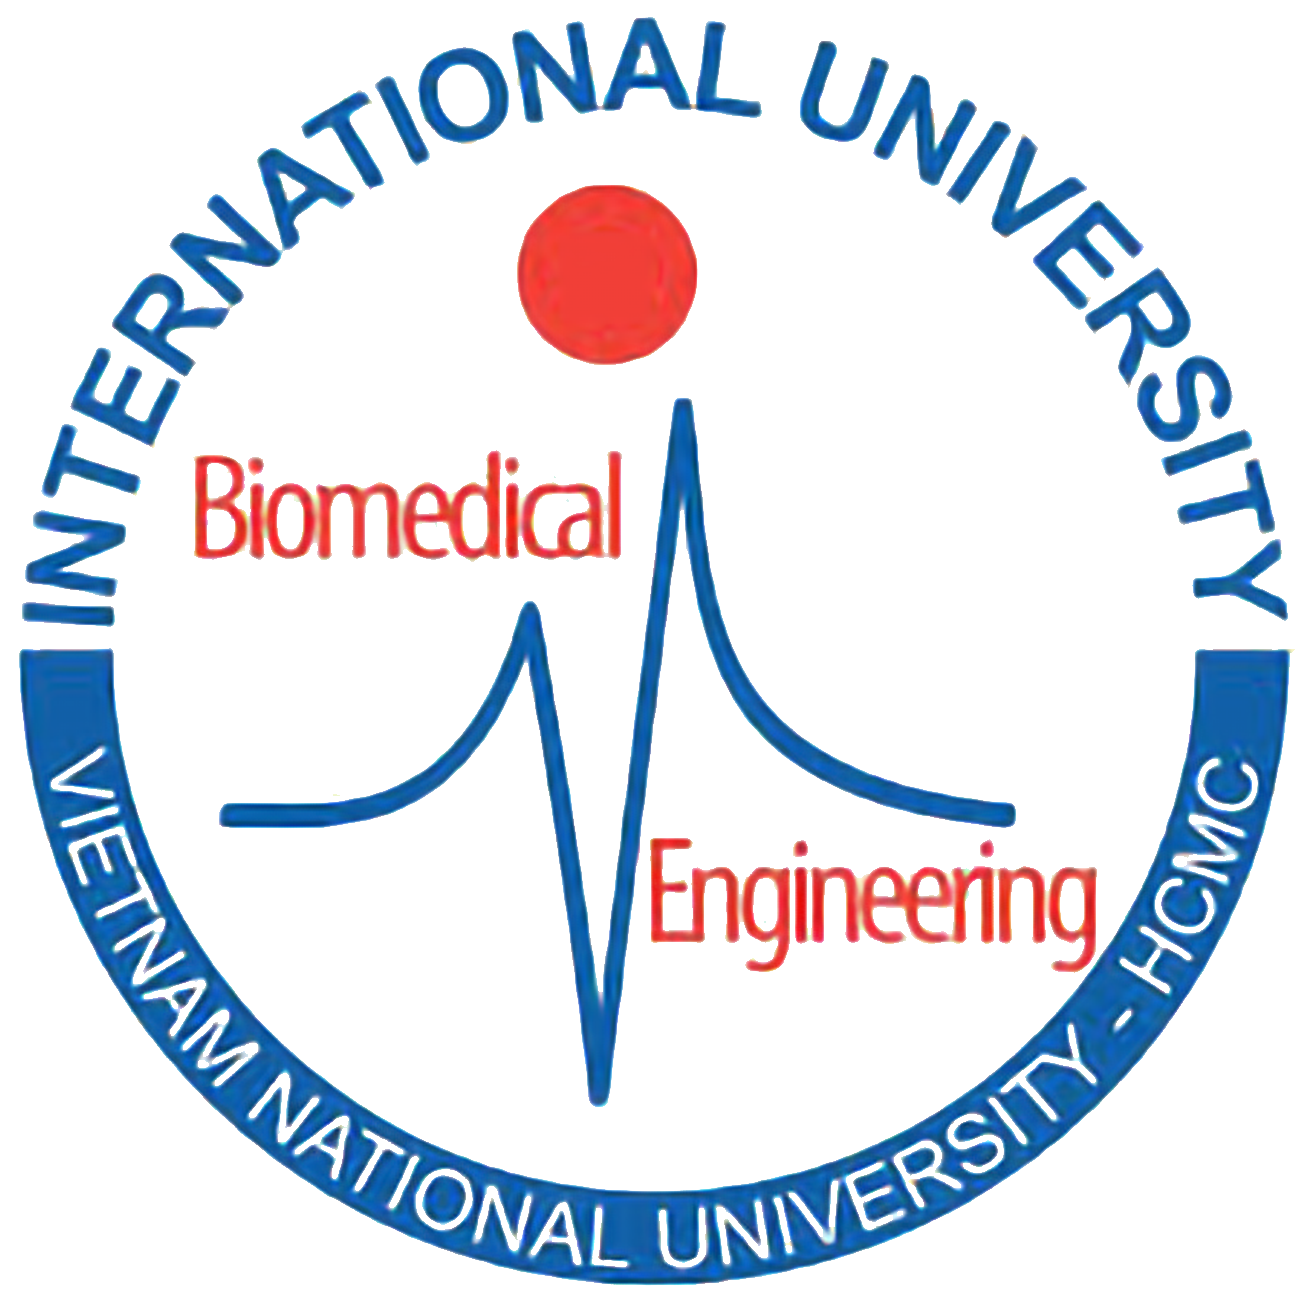 INTERNATIONAL UNIVERSITY
Biomedical
Engineering
VIETNAM NATIONAL UNIVERSITY - HCMC